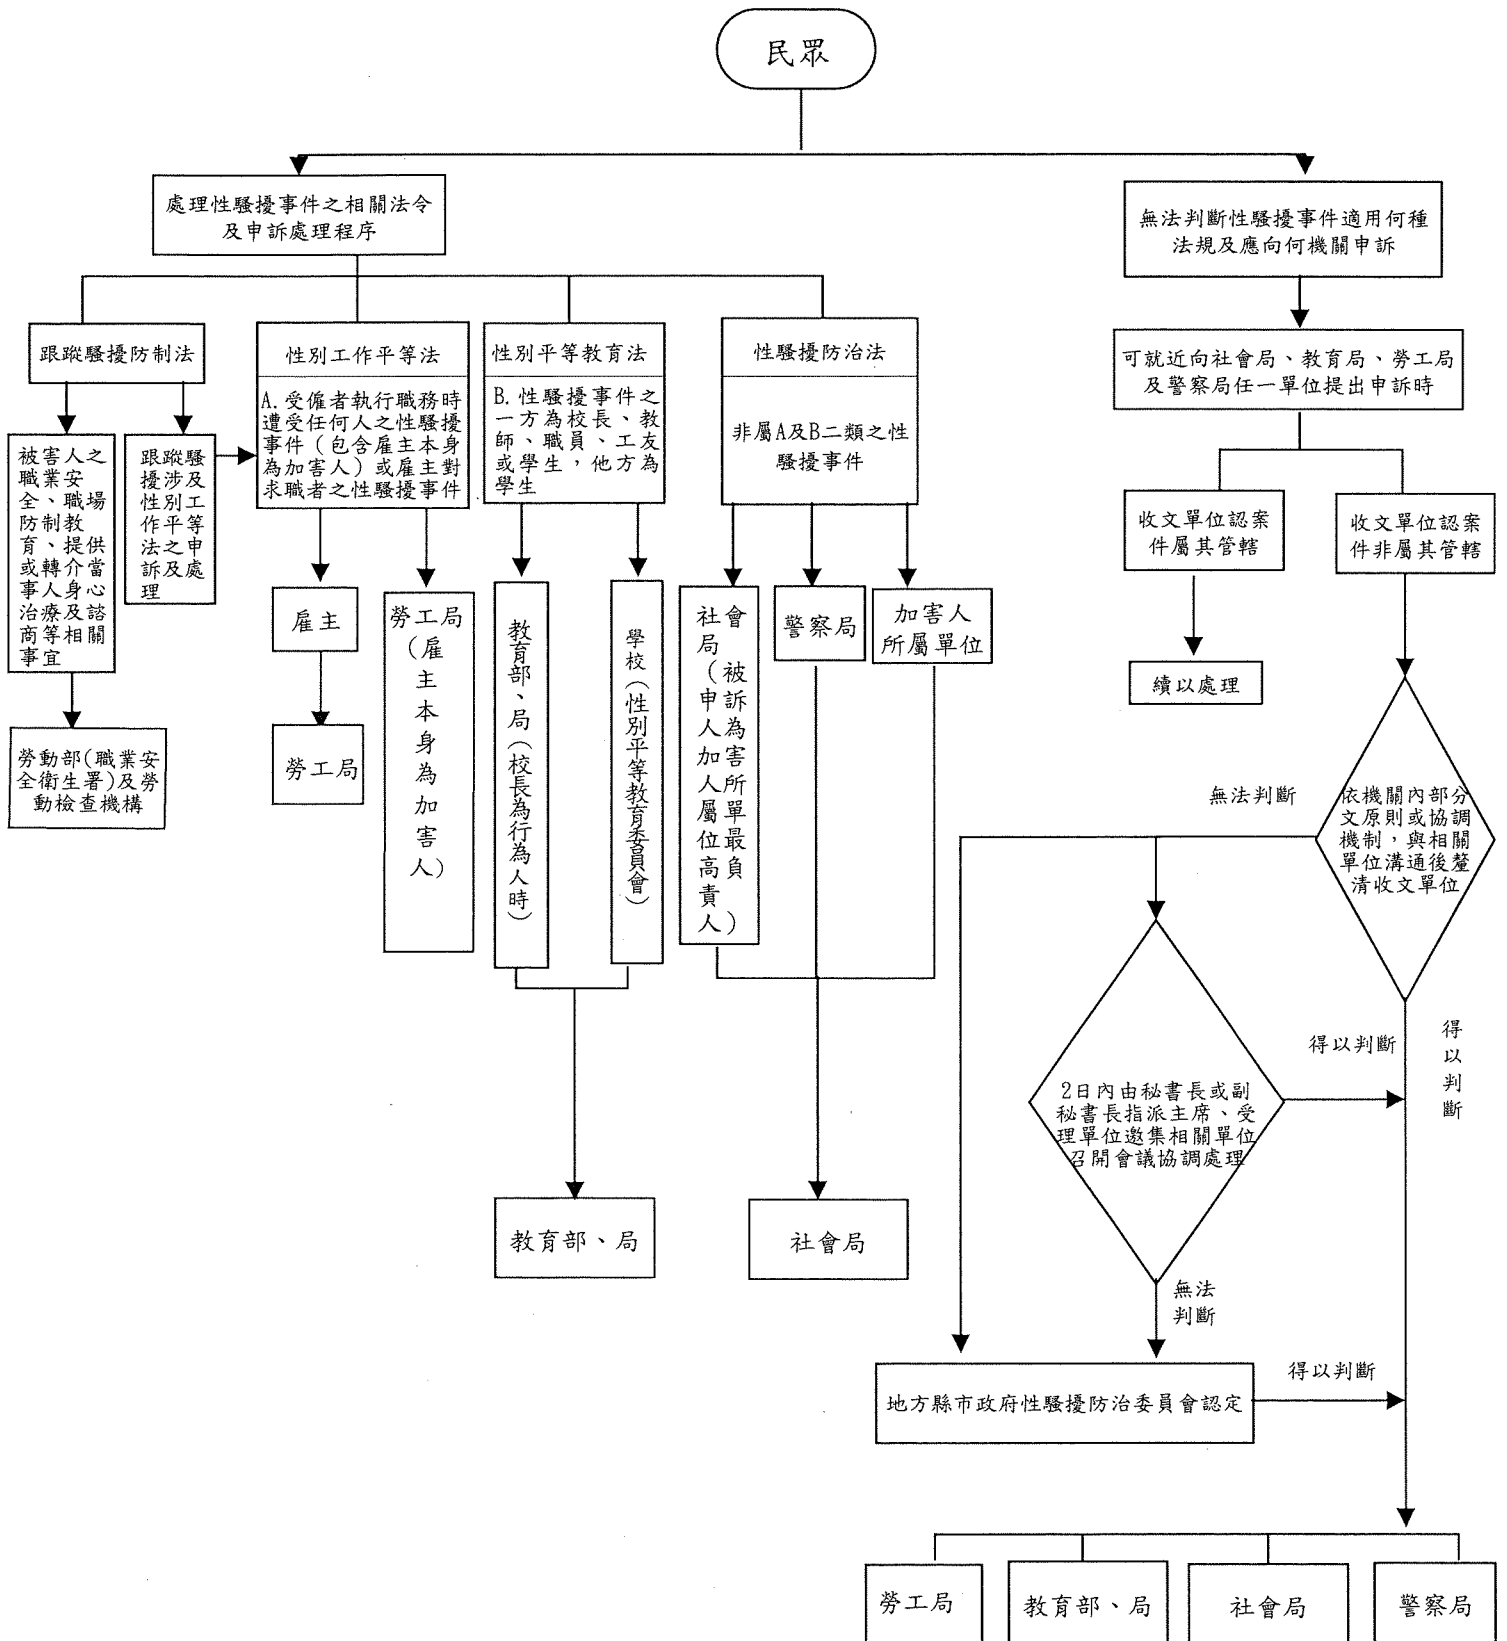 民眾
處理性騷擾事件之相關法令
及申訴處理程序
無法判斷性騷擾事件適用何種
法規及應向何機關申訴
跟蹤騷擾防制法
性別工作平等法
A.受僱者執行職務時
遭受任何人之性騷擾
事件（包含雇主本身
為加害人）或雇主對
求職者之性騷擾事件
性別平等教育法
B.性騷擾事件之
一方為校長、教
師、職員、工友
或學生，他方為
學生
性騷擾防治法
非屬A及B二類之性
騷擾事件
可就近向社會局、教育局、勞工局
及警察局任一單位提出申訴時
被害人之
職業安
全、職場
防制教
育、提供
或轉介當
事人身心
治療及諮
商等相關
事宜
跟蹤騷
擾涉及
性別工
作平等
法之申
訴及處
理
收文單位認案
件屬其管轄
收文單位認案
件非屬其管轄
雇主
勞工局
（雇主本身為加害人）
教育部、局（校長為行為人時）
學校（性別平等教育委員會）
社會
局
（被
申訴
人為
加害
人所
屬單
位最
高負
責人）
警察局
加害人
所屬單位
續以處理
勞動部(職業安
全衛生署)及勞
動檢查機構
勞工局
無法判斷
依機關內部分
文原則或協調
機制，與相關
單位溝通後釐
清收文單位
得以判斷
得以判斷
2日內由秘書長或副
秘書長指派主席、受
理單位邀集相關單位
召開會議協調處理
教育部、局
社會局
無法
判斷
得以判斷
地方縣市政府性騷擾防治委員會認定
勞工局
教育部、局
社會局
警察局